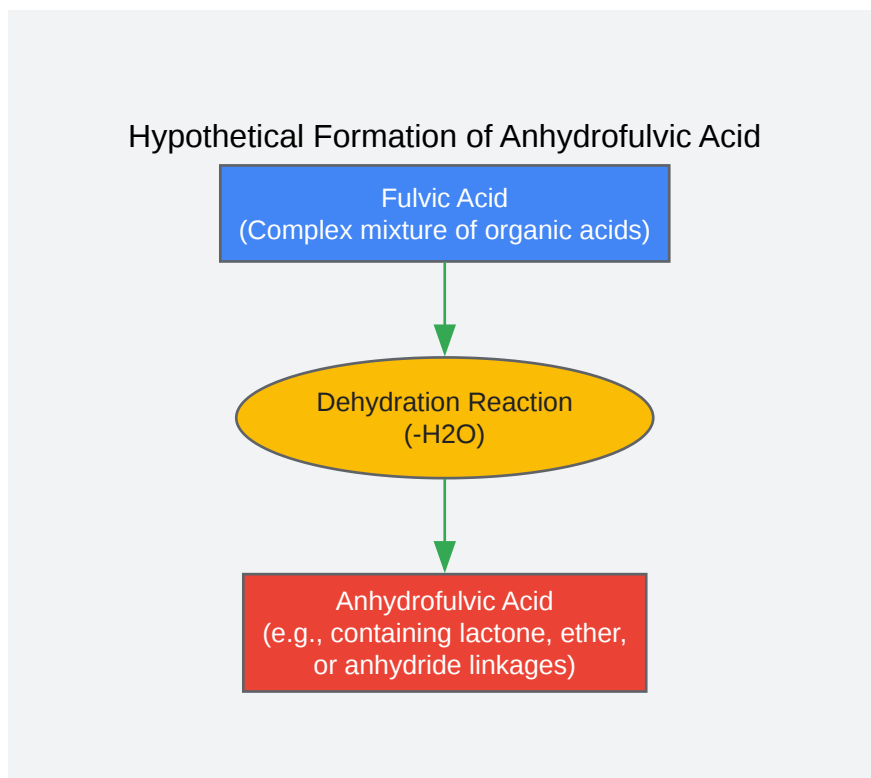 Hypothetical Formation of Anhydrofulvic Acid
Fulvic Acid
(Complex mixture of organic acids)
Dehydration Reaction
(-H2O)
Anhydrofulvic Acid
(e.g., containing lactone, ether,
or anhydride linkages)